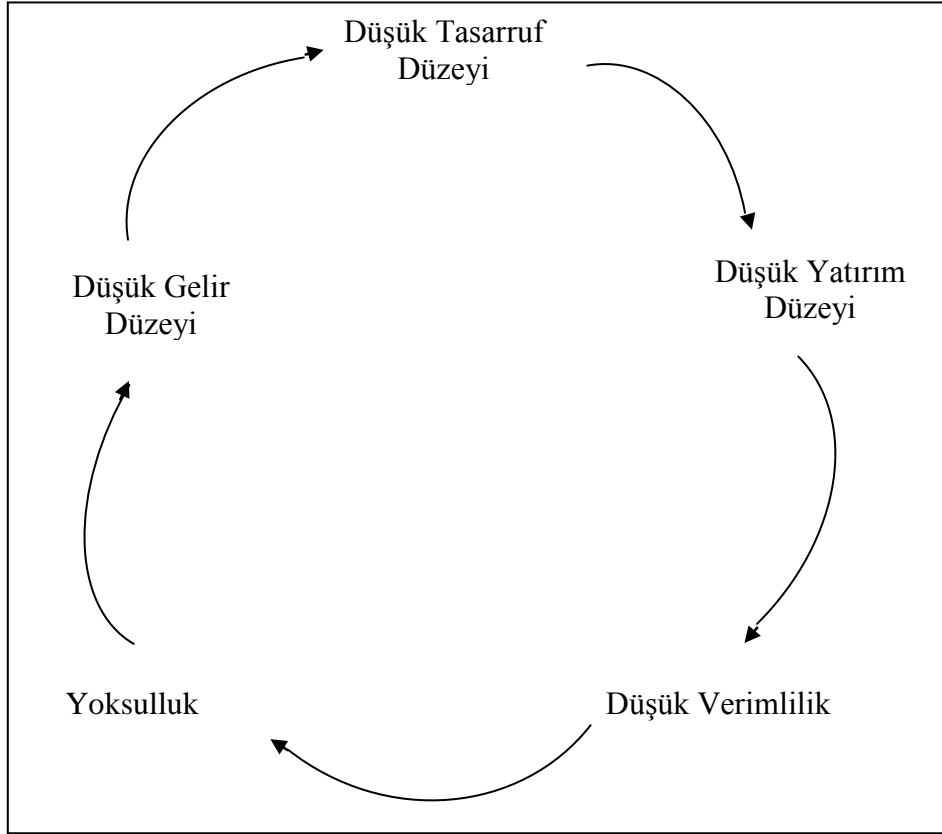 Düşük Tasarruf
Düzeyi
Düşük Yatırım
Düzeyi
Düşük Gelir
Düzeyi
Yoksulluk
Düşük Verimlilik